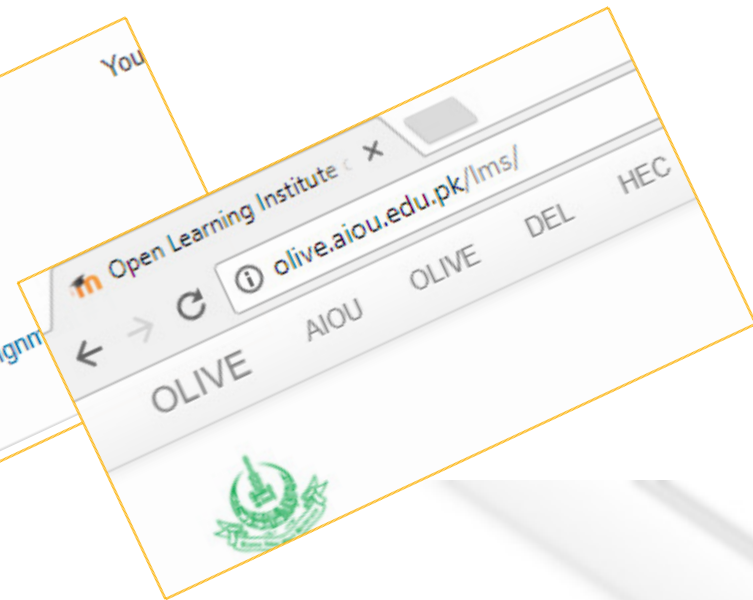 You
Open Learning Institute
olive.aiou.edu.pk/lms/
OLIVE AIOU OLIVE DEL HEC
ignm